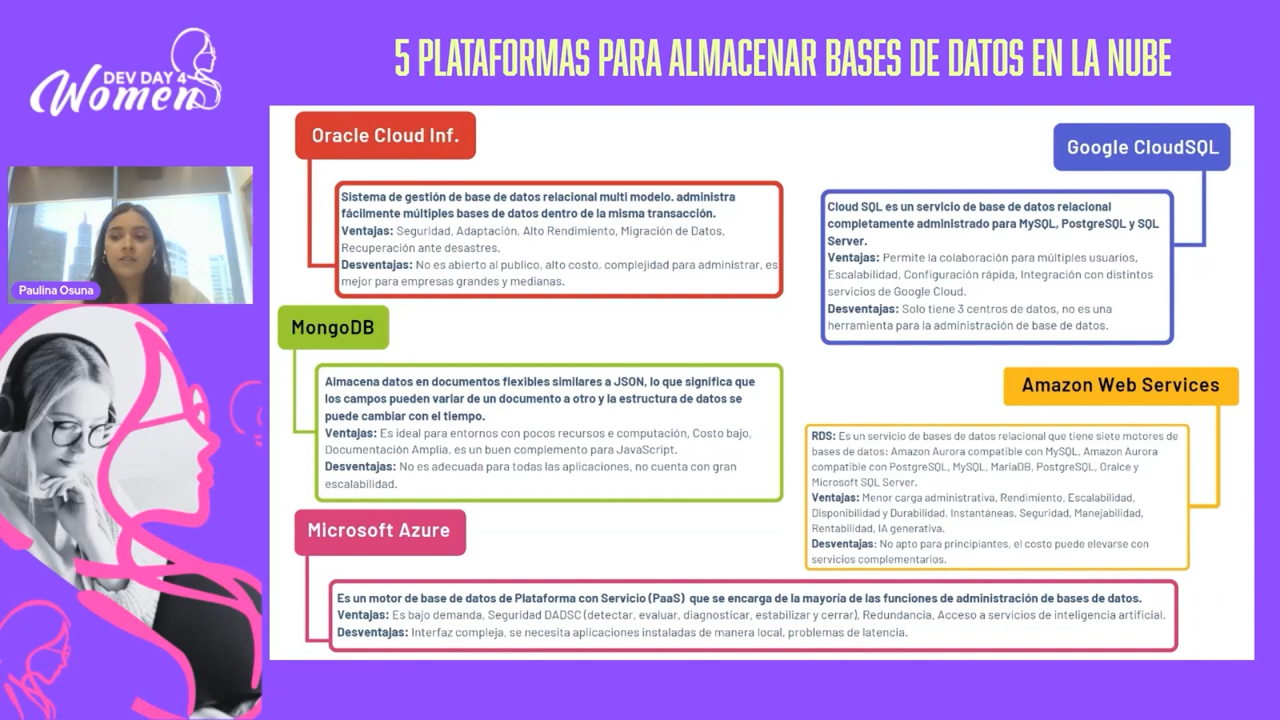 DEV DAY 4
Women
5 PLATAFORMAS PARA ALMACENAR BASES DE DATOS EN LA NUBE
Paulina Osuna
Oracle Cloud Inf.
Sistema de gestión de base de datos relacional multi modelo. administra
fácilmente múltiples bases de datos dentro de la misma transacción.
Ventajas: Seguridad, Adaptación, Alto Rendimiento, Migración de Datos,
Recuperación ante desastres.
Desventajas: No es abierto al publico, alto costo, complejidad para administrar, es
mejor para empresas grandes y medianas.
Google CloudSQL
Cloud SQL es un servicio de base de datos relacional
completamente administrado para MySQL, PostgreSQL y SQL
Server.
Ventajas: Permite la colaboración para múltiples usuarios,
Escalabilidad, Configuración rápida, Integración con distintos
servicios de Google Cloud.
Desventajas: Solo tiene 3 centros de datos, no es una
herramienta para la administración de base de datos.
MongoDB
Almacena datos en documentos flexibles similares a JSON, lo que significa que
los campos pueden variar de un documento a otro y la estructura de datos se
puede cambiar con el tiempo.
Ventajas: Es ideal para entornos con pocos recursos e computación, Costo bajo,
Documentación Amplia, es un buen complemento para JavaScript.
Desventajas: No es adecuada para todas las aplicaciones, no cuenta con gran
escalabilidad.
Amazon Web Services
RDS: Es un servicio de bases de datos relacional que tiene siete motores de
bases de datos: Amazon Aurora compatible con MySQL, Amazon Aurora
compatible con PostgreSQL, MySQL, MariaDB, PostgreSQL, Oralce y
Microsoft SQL Server.
Ventajas: Menor carga administrativa, Rendimiento, Escalabilidad,
Disponibilidad y Durabilidad, Instantáneas, Seguridad, Manejabilidad,
Rentabilidad, IA generativa.
Desventajas: No apto para principiantes, el costo puede elevarse con
servicios complementarios.
Microsoft Azure
Es un motor de base de datos de Plataforma con Servicio (PaaS) que se encarga de la mayoría de las funciones de administración de bases de datos.
Ventajas: Es bajo demanda, Seguridad DADSC (detectar, evaluar, diagnosticar, estabilizar y cerrar), Redundancia, Acceso a servicios de inteligencia artificial.
Desventajas: Interfaz compleja, se necesita aplicaciones instaladas de manera local, problemas de latencia.